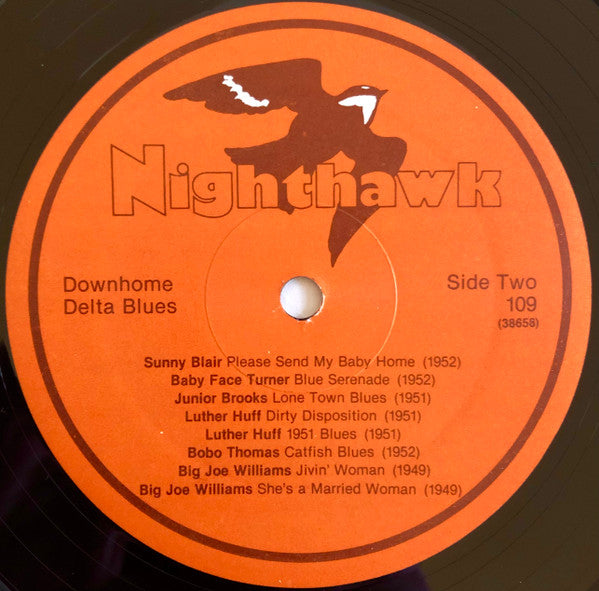 Nighthawk
Downhome
Delta Blues
Side Two
109
(38658)
Sunny Blair Please Send My Baby Home (1952)
Baby Face Turner Blue Serenade (1952)
Junior Brooks Lone Town Blues (1951)
Luther Huff Dirty Disposition (1951)
Luther Huff 1951 Blues (1951)
Bobo Thomas Catfish Blues (1952)
Big Joe Williams Jivin' Woman (1949)
Big Joe Williams She's a Married Woman (1949)